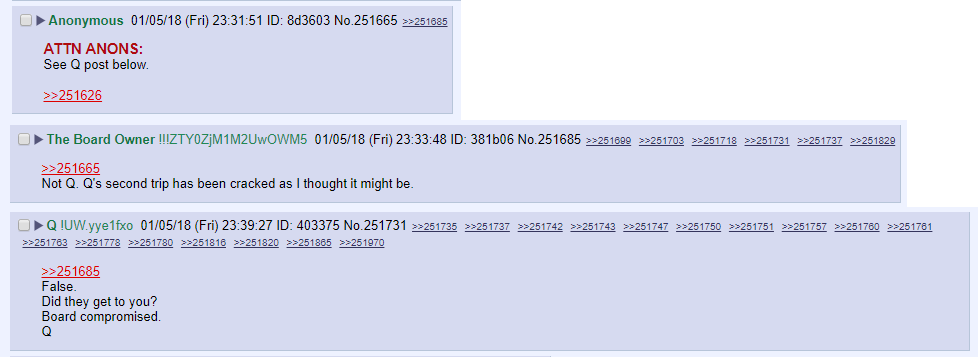 Anonymous 01/05/18 (Fri) 23:31:51 ID: 8d3603 No.251665 >>251685
ATTN ANONS:
See Q post below.
>>251626
The Board Owner !!!IZTY0ZjM1M2UwOWM5 01/05/18 (Fri) 23:33:48 ID: 381b06 No.251685 >>251699 >>251703 >>251718 >>251731 >>251737 >>251829
>>251665
Not Q. Q's second trip has been cracked as I thought it might be.
Q !UW.yye1fxo 01/05/18 (Fri) 23:39:27 ID: 403375 No.251731 >>251735 >>251737 >>251742 >>251743 >>251747 >>251750 >>251751 >>251757 >>251760 >>251761
>>251763 >>251778 >>251780 >>251816 >>251820 >>251865 >>251970
>>251685
False.
Did they get to you?
Board compromised.
Q